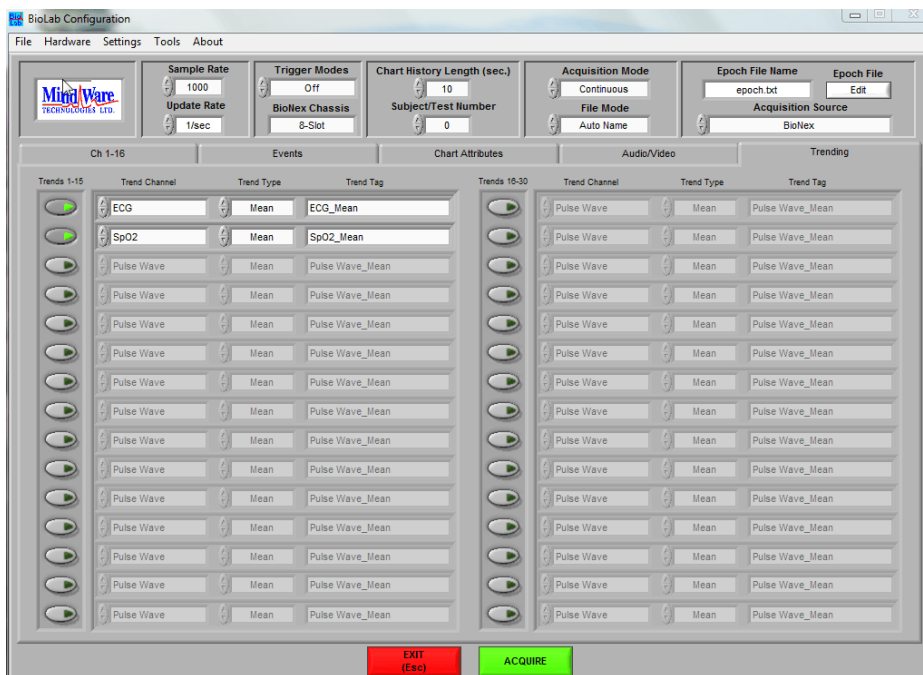 BioLab Configuration
File Hardware Settings Tools About
MindWare
TECHNOLOGIES LTD.
Sample Rate
1000
Update Rate
1/sec
Trigger Modes
Off
BioNex Chassis
8-Slot
Chart History Length (sec.)
10
Subject/Test Number
0
Acquisition Mode
Continuous
File Mode
Auto Name
Epoch File Name
epoch.txt
Epoch File
Edit
Acquisition Source
BioNex
Ch 1-16 Events Chart Attributes Audio/Video Trending
Trends 1-15 Trend Channel Trend Type Trend Tag Trends 16-30 Trend Channel Trend Type Trend Tag
ECG Mean ECG_Mean Pulse Wave Mean Pulse Wave_Mean
SpO2 Mean SpO2_Mean Pulse Wave Mean Pulse Wave_Mean
Pulse Wave Mean Pulse Wave_Mean Pulse Wave Mean Pulse Wave_Mean
Pulse Wave Mean Pulse Wave_Mean Pulse Wave Mean Pulse Wave_Mean
Pulse Wave Mean Pulse Wave_Mean Pulse Wave Mean Pulse Wave_Mean
Pulse Wave Mean Pulse Wave_Mean Pulse Wave Mean Pulse Wave_Mean
Pulse Wave Mean Pulse Wave_Mean Pulse Wave Mean Pulse Wave_Mean
Pulse Wave Mean Pulse Wave_Mean Pulse Wave Mean Pulse Wave_Mean
Pulse Wave Mean Pulse Wave_Mean Pulse Wave Mean Pulse Wave_Mean
Pulse Wave Mean Pulse Wave_Mean Pulse Wave Mean Pulse Wave_Mean
Pulse Wave Mean Pulse Wave_Mean Pulse Wave Mean Pulse Wave_Mean
Pulse Wave Mean Pulse Wave_Mean Pulse Wave Mean Pulse Wave_Mean
Pulse Wave Mean Pulse Wave_Mean Pulse Wave Mean Pulse Wave_Mean
Pulse Wave Mean Pulse Wave_Mean Pulse Wave Mean Pulse Wave_Mean
Pulse Wave Mean Pulse Wave_Mean Pulse Wave Mean Pulse Wave_Mean
EXIT
(Esc)
ACQUIRE